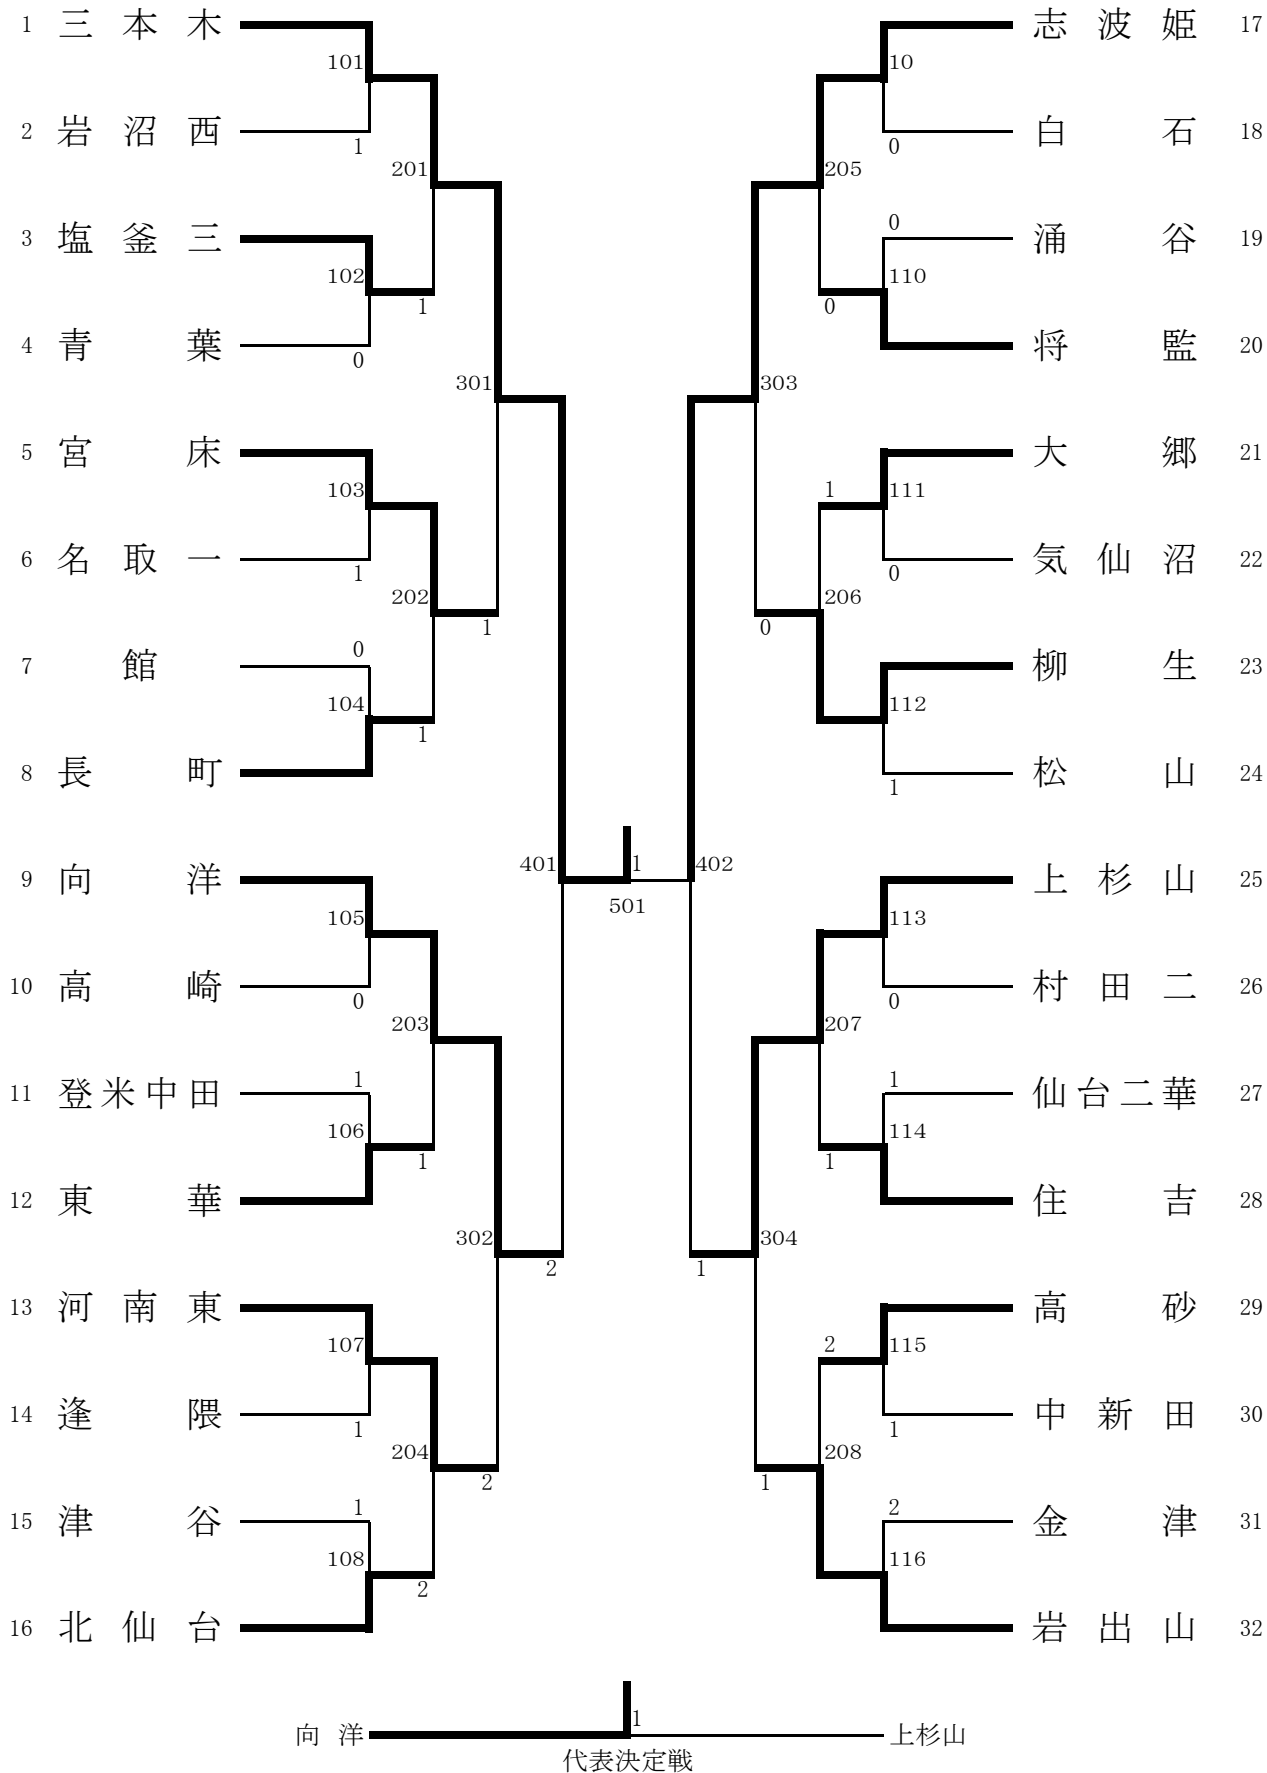 1 三本木 志波姫 17
101 10
2 岩沼西 白石 18
1 0
201 205
3 塩釜三 0 涌谷 19
102 110
1 0
4 青葉 将監 20
0
301 303
5 宮床 大郷 21
103 1 111
6 名取一 気仙沼 22
1 0
202 206
1 0
7 館 0 柳生 23
104 112
1
8 長町 松山 24
1
401 1 402
9 向洋 上杉山 25
501
105 113
10 高崎 村田二 26
0 0
203 207
11 登米中田 1 1 仙台二華 27
106 114
1 1
12 東華 住吉 28
302 304
2 1
13 河南東 高砂 29
107 2 115
14 逢隈 中新田 30
1 1
204 208
2 1
15 津谷 1 2 金津 31
108 116
2
16 北仙台 岩出山 32
向洋 1 上杉山
代表決定戦